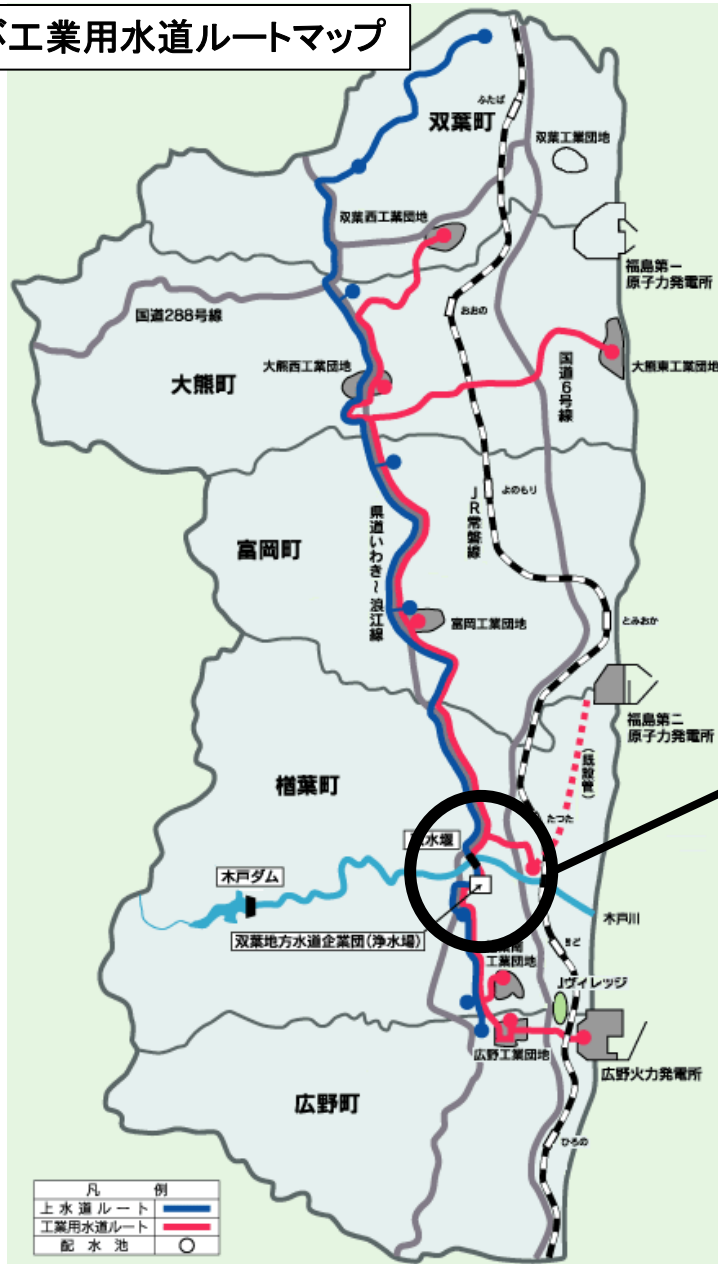 工業用水道ルートマップ
ふたば
双葉町
双葉工業団地
双葉西工業団地
福島第一
原子力発電所
国道288号線
おおの
大熊西工業団地
国道6号線
大熊東工業団地
大熊町
よのもり
JR常磐線
県道いわき~浪江線
富岡町
とみおか
富岡工業団地
福島第二
原子力発電所
(既設管)
楢葉町
たつた
水堰
木戸ダム
木戸川
双葉地方水道企業団(浄水場)
きど
工業団地
Jヴィレッジ
広野工業団地
広野火力発電所
広野町
ひろの
凡例
上水道ルート
工業用水道ルート
配水池